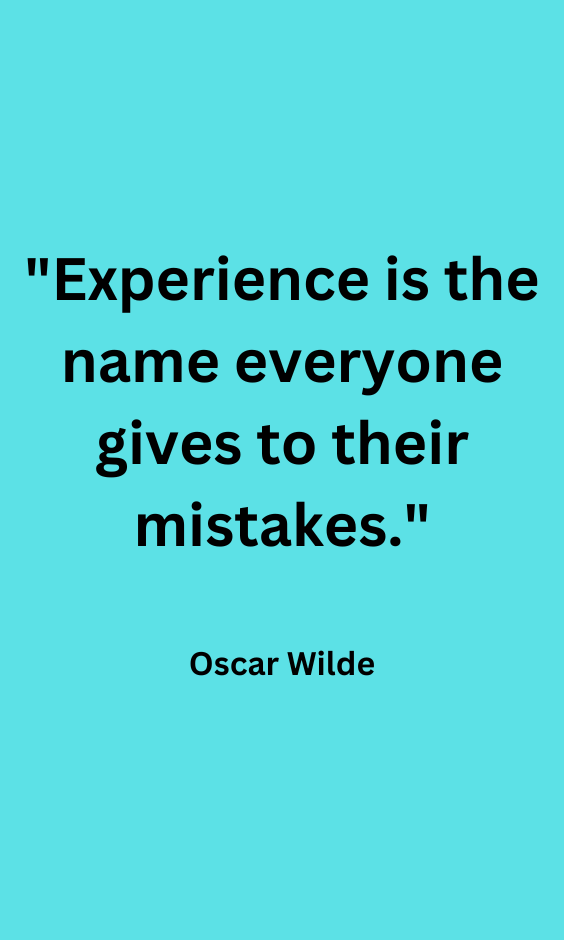 "Experience is the
name everyone
gives to their
mistakes."
Oscar Wilde